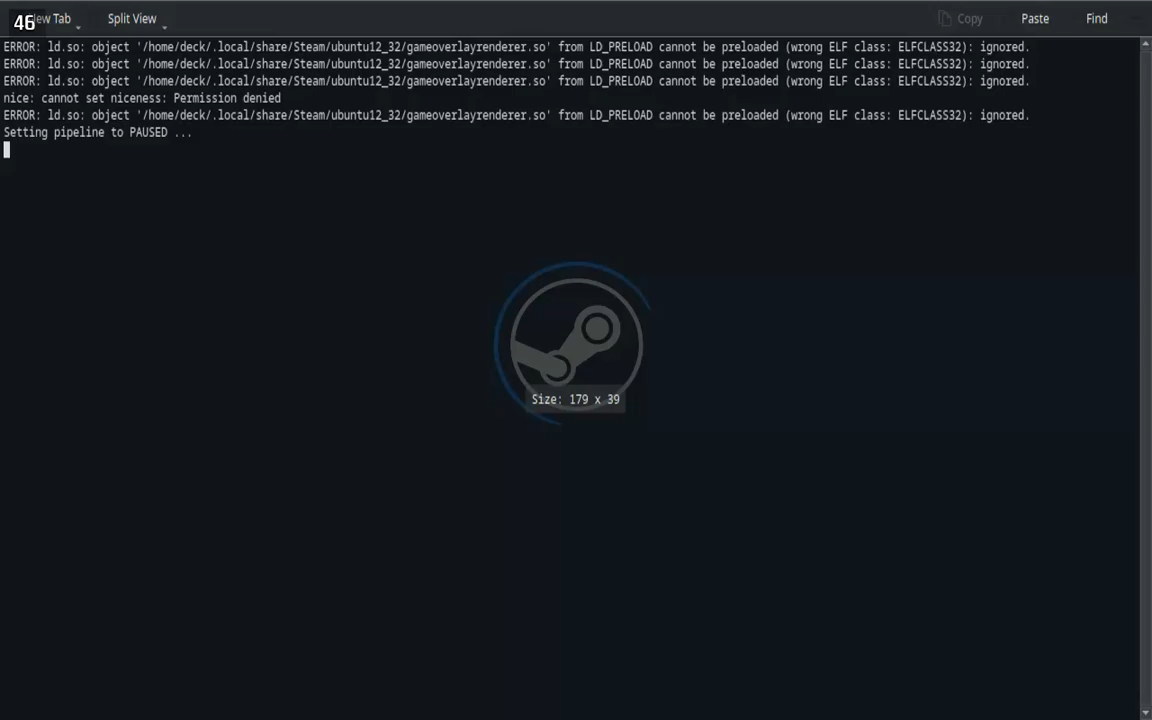 46
ew Tab
Split View
Copy
Paste
Find
ERROR: ld.so: object '/home/deck/.local/share/Steam/ubuntu12_32/gameoverlayrenderer.so' from LD_PRELOAD cannot be preloaded (wrong ELF class: ELFCLASS32): ignored.
ERROR: ld.so: object '/home/deck/.local/share/Steam/ubuntu12_32/gameoverlayrenderer.so' from LD_PRELOAD cannot be preloaded (wrong ELF class: ELFCLASS32): ignored.
ERROR: ld.so: object '/home/deck/.local/share/Steam/ubuntu12_32/gameoverlayrenderer.so' from LD_PRELOAD cannot be preloaded (wrong ELF class: ELFCLASS32): ignored.
nice: cannot set niceness: Permission denied
ERROR: ld.so: object '/home/deck/.local/share/Steam/ubuntu12_32/gameoverlayrenderer.so' from LD_PRELOAD cannot be preloaded (wrong ELF class: ELFCLASS32): ignored.
Setting pipeline to PAUSED ...
Size: 179 x 39